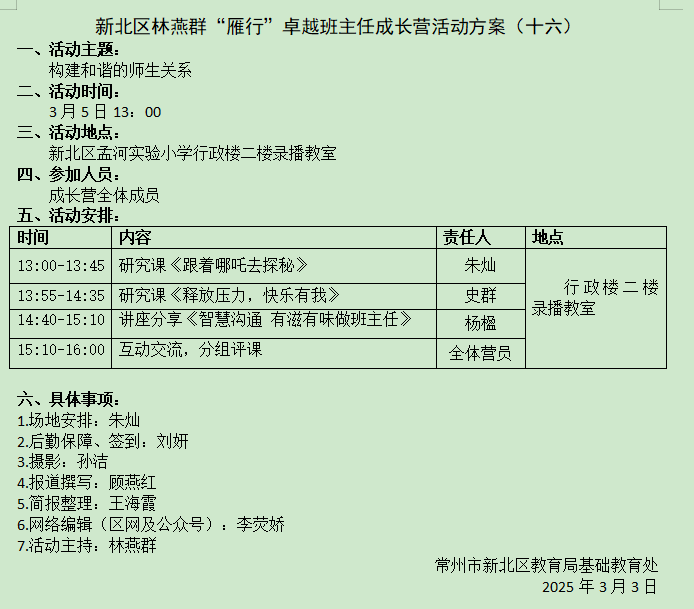 新北区林燕群“雁行”卓越班主任成长营活动方案（十六）
一、活动主题：
构建和谐的师生关系
二、活动时间：
3月5日13：00
三、活动地点：
新北区孟河实验小学行政楼二楼录播教室
四、参加人员：
成长营全体成员
五、活动安排：
时间 内容 责任人 地点
13:00-13:45 研究课《跟着哪吒去探秘》 朱灿 行政楼二楼录播教室
13:55-14:35 研究课《释放压力，快乐有我》 史群
14:40-15:10 讲座分享《智慧沟通 有滋有味做班主任》 杨楹
15:10-16:00 互动交流，分组评课 全体营员
六、具体事项：
1.场地安排：朱灿
2.后勤保障、签到：刘妍
3.摄影：孙洁
4.报道撰写：顾燕红
5.简报整理：王海霞
6.网络编辑（区网及公众号）：李荧娇
7.活动主持：林燕群
常州市新北区教育局基础教育处
2025年3月3日